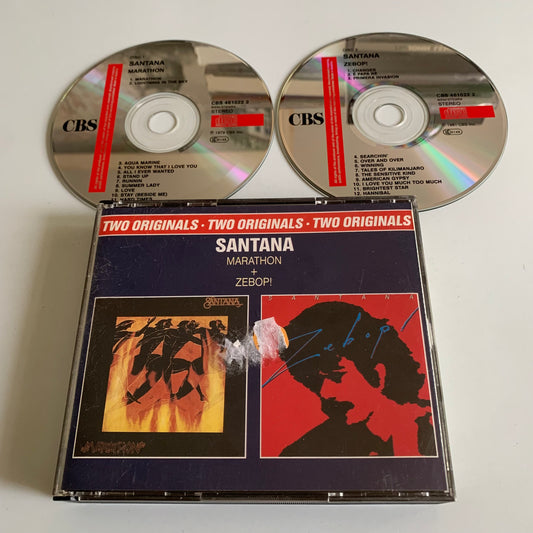 DISC 1
SANTANA
MARATHON
1. MARATHON
2. LIGHTNING IN THE SKY
CBS
CBS 461022 2
STEREO
3. AQUA MARINE
4. YOU KNOW THAT I LOVE YOU
5. ALL I EVER WANTED
6. STAND UP
7. RUNNIN
8. SUMMER LADY
9. LOVE
10. STAY (BESIDE ME)
11. HARD TIMES
SANTANA
ZEBOP!
1. CHANGES
2. E PAPA RE
3. PRIMERA INVASION
CBS
CBS 461022 2
STEREO
4. SEARCHIN'
5. OVER AND OVER
6. WINNING
7. TALES OF KILIMANJARO
8. THE SENSITIVE KIND
9. AMERICAN GYPSY
10. I LOVE YOU MUCH TOO MUCH
11. BRIGHTEST STAR
12. HANNIBAL
TWO ORIGINALS · TWO ORIGINALS · TWO ORIGINALS
SANTANA
MARATHON
+
ZEBOP!
SANTANA
MARATHON
SANTANA
Zebop!